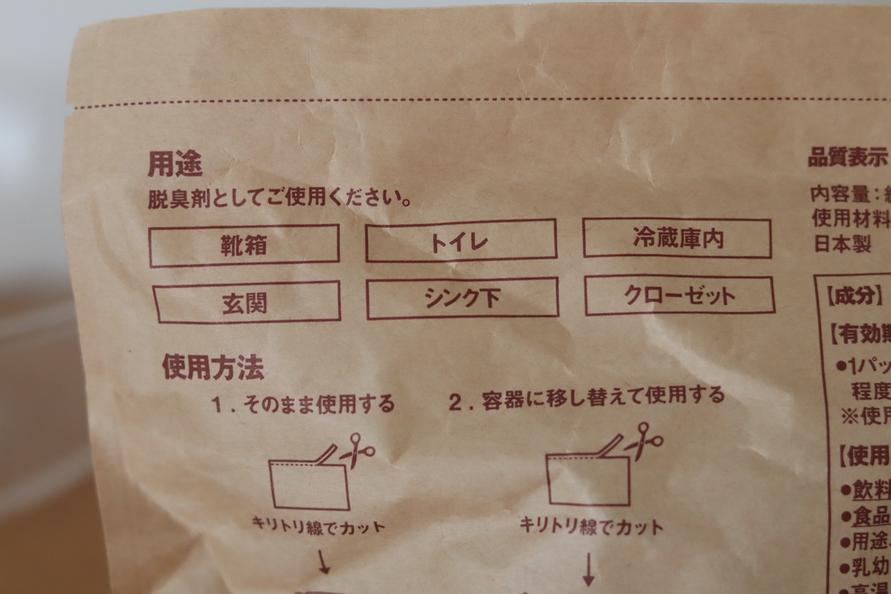 用途
脱臭剤としてご使用ください。
靴箱
トイレ
冷蔵庫内
玄関
シンク下
クローゼット
使用方法
1.そのまま使用する
2.容器に移し替えて使用する
キリトリ線でカット
キリトリ線でカット
品質表示
内容量：
使用材料
日本製
【成分】
【有効期
●1パッ
程度
※使用
【使用
●飲料
●食品
●用途
●乳幼
●高温